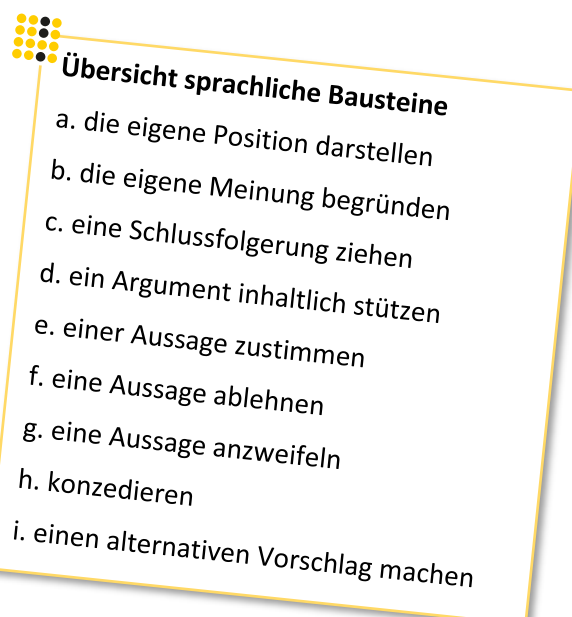 Übersicht sprachliche Bausteine
a. die eigene Position darstellen
b. die eigene Meinung begründen
c. eine Schlussfolgerung ziehen
d. ein Argument inhaltlich stützen
e. einer Aussage zustimmen
f. eine Aussage ablehnen
g. eine Aussage anzweifeln
h. konzedieren
i. einen alternativen Vorschlag machen